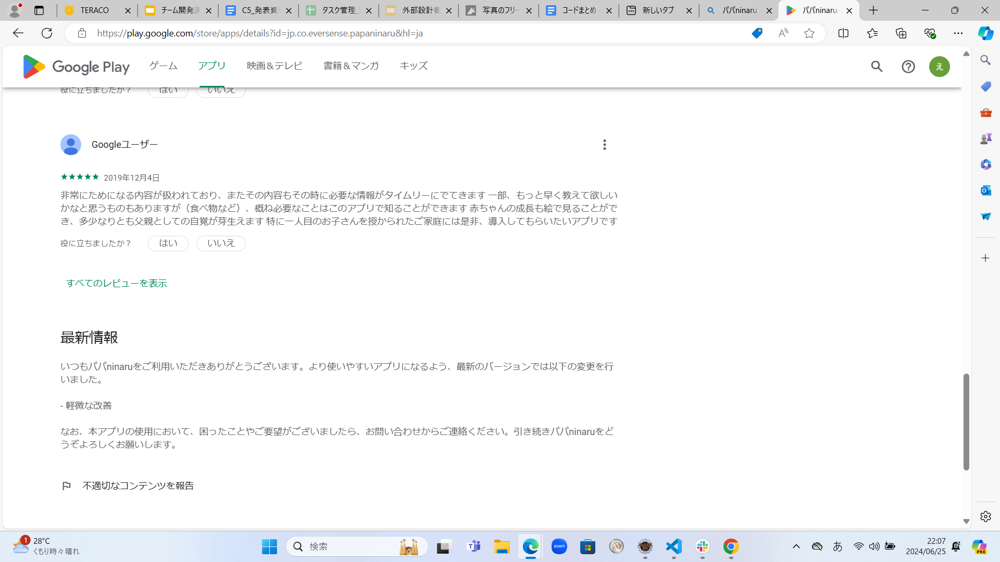 TERACO
チーム開発演
C5_発表資料
タスク管理_
外部設計書
写真のフリー
コードまとめ -
新しいタブ
パパninaru -
パパninaru-
https://play.google.com/store/apps/details?id=jp.co.eversense.papaninaru&hl=ja
Google Play
ゲーム
アプリ
映画＆テレビ
書籍＆マンガ
キッズ
え
役に立ちましたか？
はい
いいえ
Googleユーザー
2019年12月4日
非常にためになる内容が扱われており、またその内容もその時に必要な情報がタイムリーにでてきます 一部、もっと早く教えて欲しい
かなと思うものもありますが（食べ物など）、概ね必要なことはこのアプリで知ることができます 赤ちゃんの成長も絵で見ることがで
き、多少なりとも父親としての自覚が芽生えます 特に一人目のお子さんを授かられたご家庭には是非、導入してもらいたいアプリです
役に立ちましたか？
はい
いいえ
すべてのレビューを表示
最新情報
いつもパパninaruをご利用いただきありがとうございます。より使いやすいアプリになるよう、最新のバージョンでは以下の変更を行
いました。
- 軽微な改善
なお、本アプリの使用において、困ったことやご要望がございましたら、お問い合わせからご連絡ください。引き続きパパninaruをど
うぞよろしくお願いします。
不適切なコンテンツを報告
1
28°C
くもり時々晴れ
検索
zoom
あ
22:07
2024/06/25
PRE